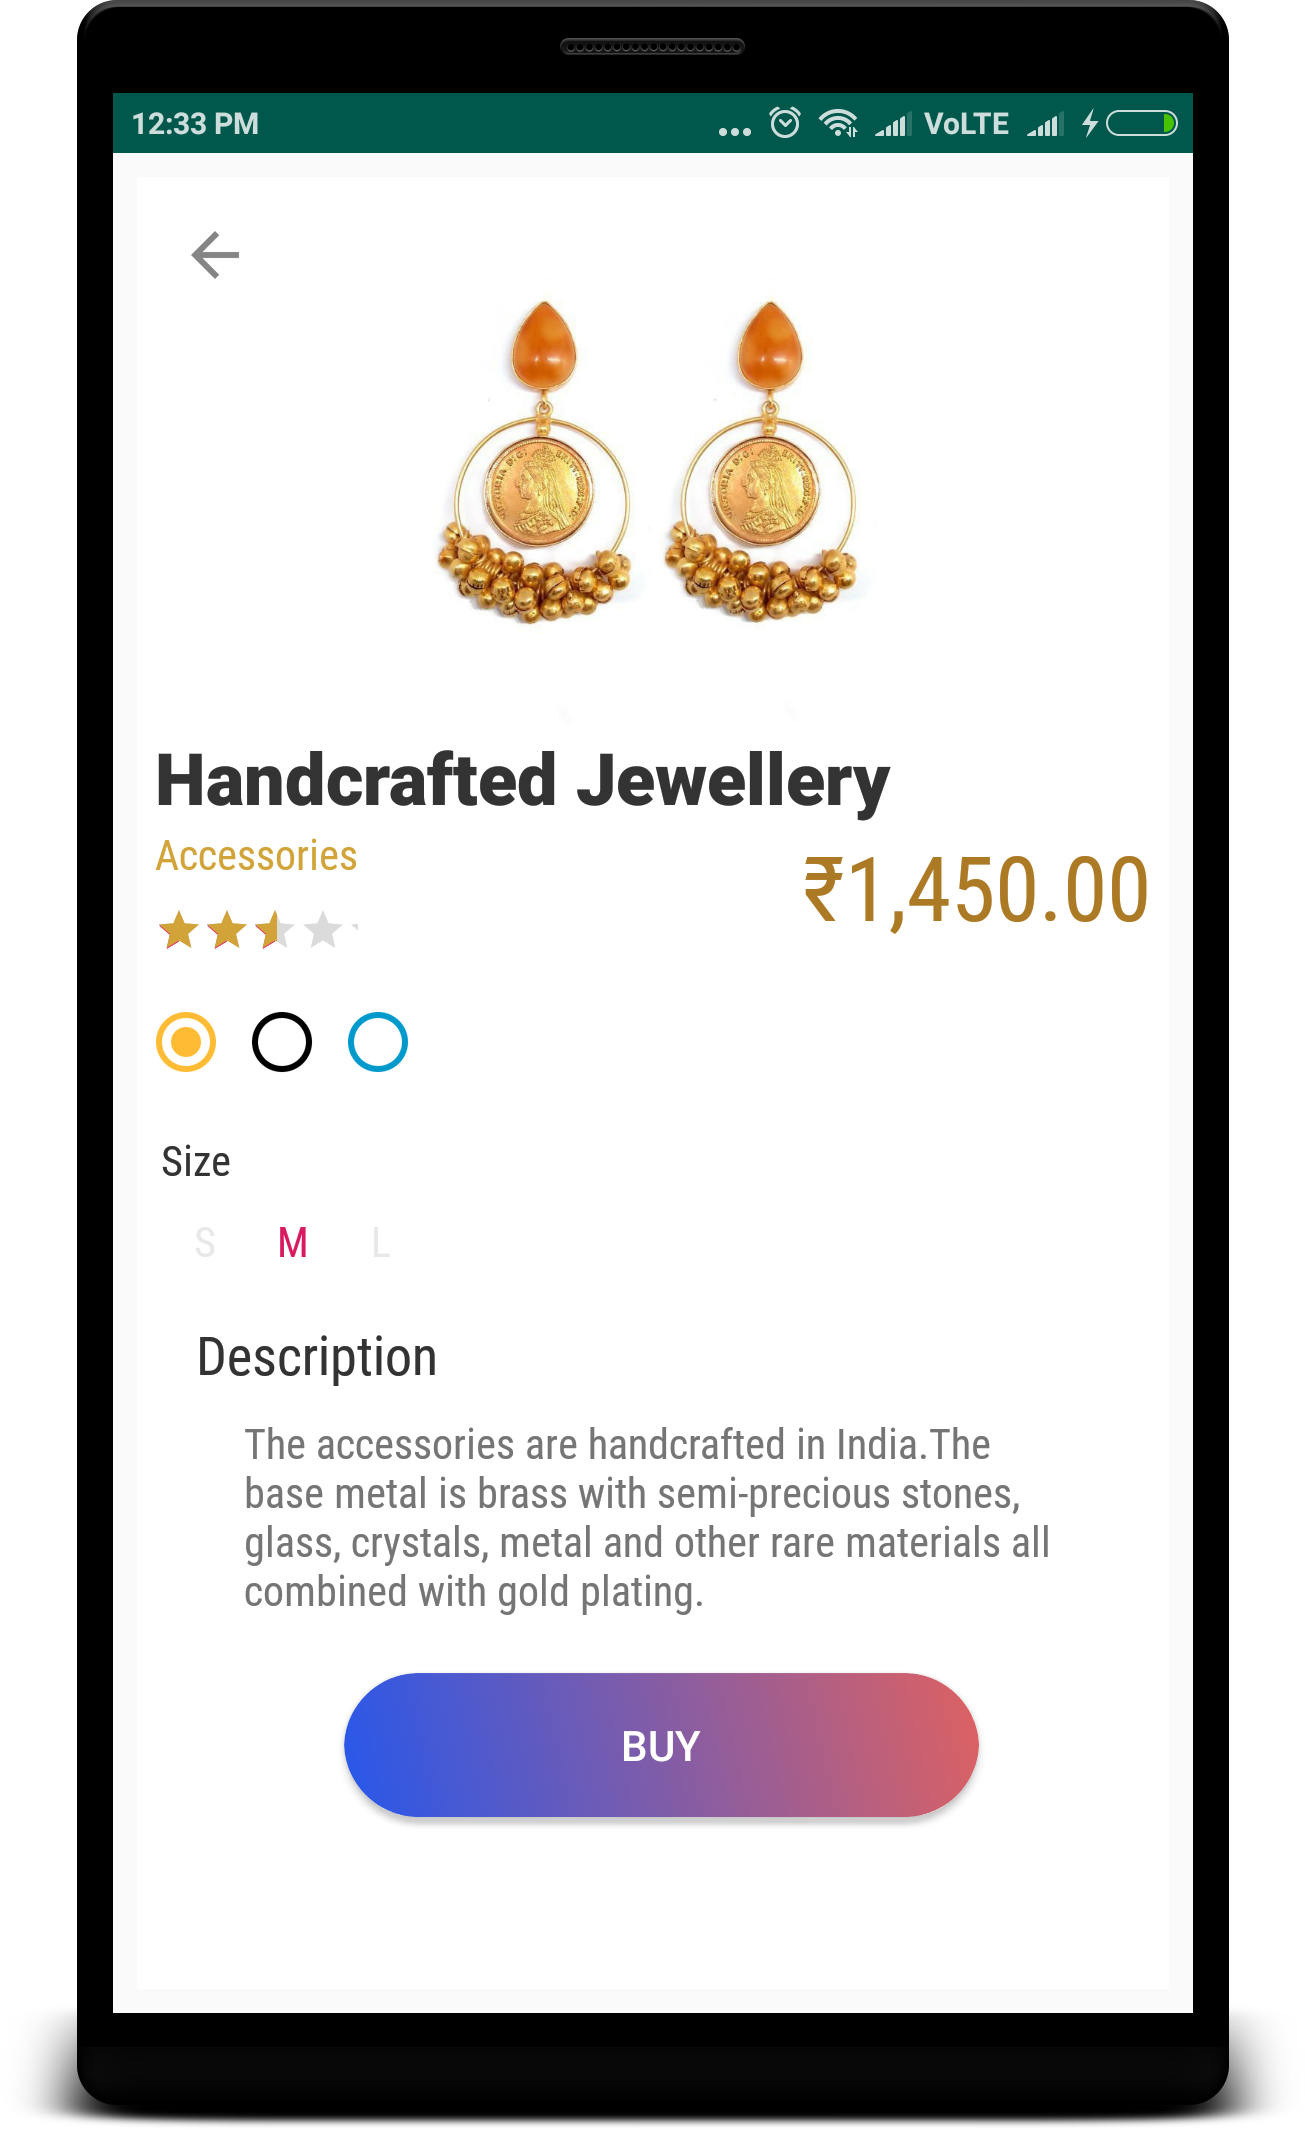 12:33 PM
VoLTE
Handcrafted Jewellery
Accessories
₹1,450.00
Size
S M L
Description
The accessories are handcrafted in India.The
base metal is brass with semi-precious stones,
glass, crystals, metal and other rare materials all
combined with gold plating.
BUY